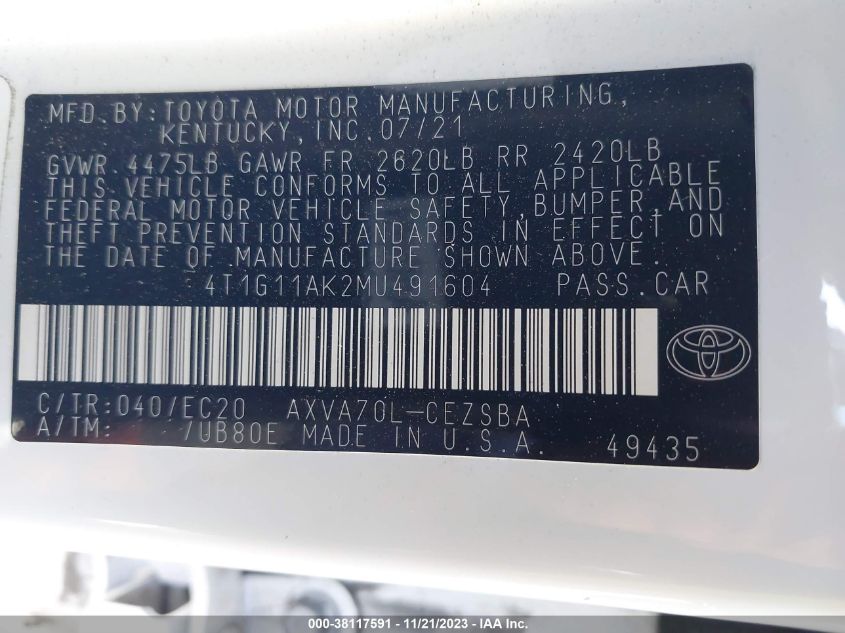 MFD. BY: TOYOTA MOTOR MANUFACTURING,
KENTUCKY, INC. 07/21
GVWR 4475LB GAWR FR 2620LB RR 2420LB
THIS VEHICLE CONFORMS TO ALL APPLICABLE
FEDERAL MOTOR VEHICLE SAFETY, BUMPER, AND
THEFT PREVENTION STANDARDS IN EFFECT ON
THE DATE OF MANUFACTURE SHOWN ABOVE.
4T1G11AK2MU491604 PASS. CAR
C/TR: 040/EC20 AXVA70L-CEZSBA
A/TM: /UB80E MADE IN U.S.A. 49435
000-38117591 - 11/21/2023 - IAA Inc.